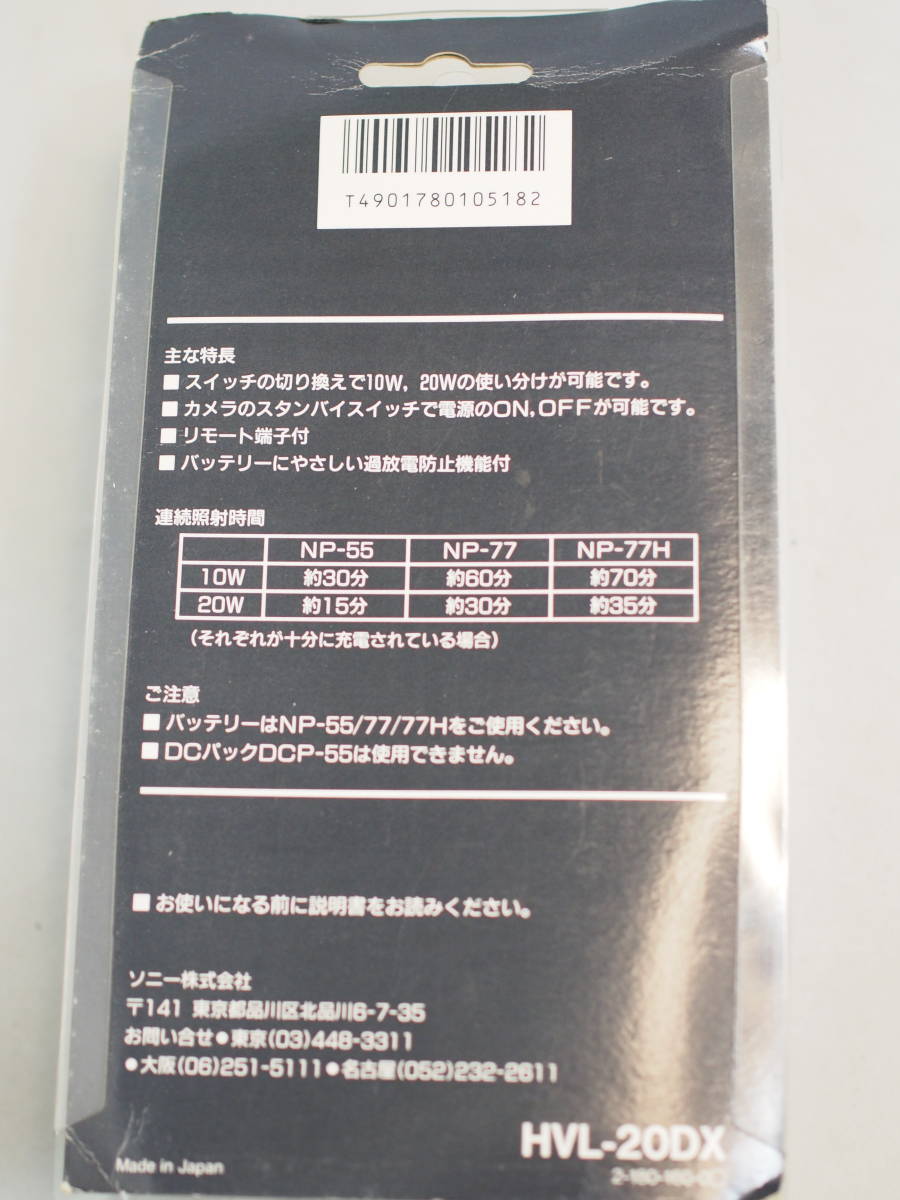 T4901780105182
主な特長
■ スイッチの切り換えで10W, 20Wの使い分けが可能です。
■ カメラのスタンバイスイッチで電源のON, OFFが可能です。
■ リモート端子付
■ バッテリーにやさしい過放電防止機能付
連続照射時間
NP-55 NP-77 NP-77H
10W 約30分 約60分 約70分
20W 約15分 約30分 約35分
(それぞれが十分に充電されている場合)
ご注意
■ バッテリーはNP-55/77/77Hをご使用ください。
■ DCパックDCP-55は使用できません。
■ お使いになる前に説明書をお読みください。
ソニー株式会社
〒141 東京都品川区北品川6-7-35
お問い合せ●東京(03)448-3311
●大阪(06)251-5111●名古屋(052)232-2611
HVL-20DX
Made in Japan